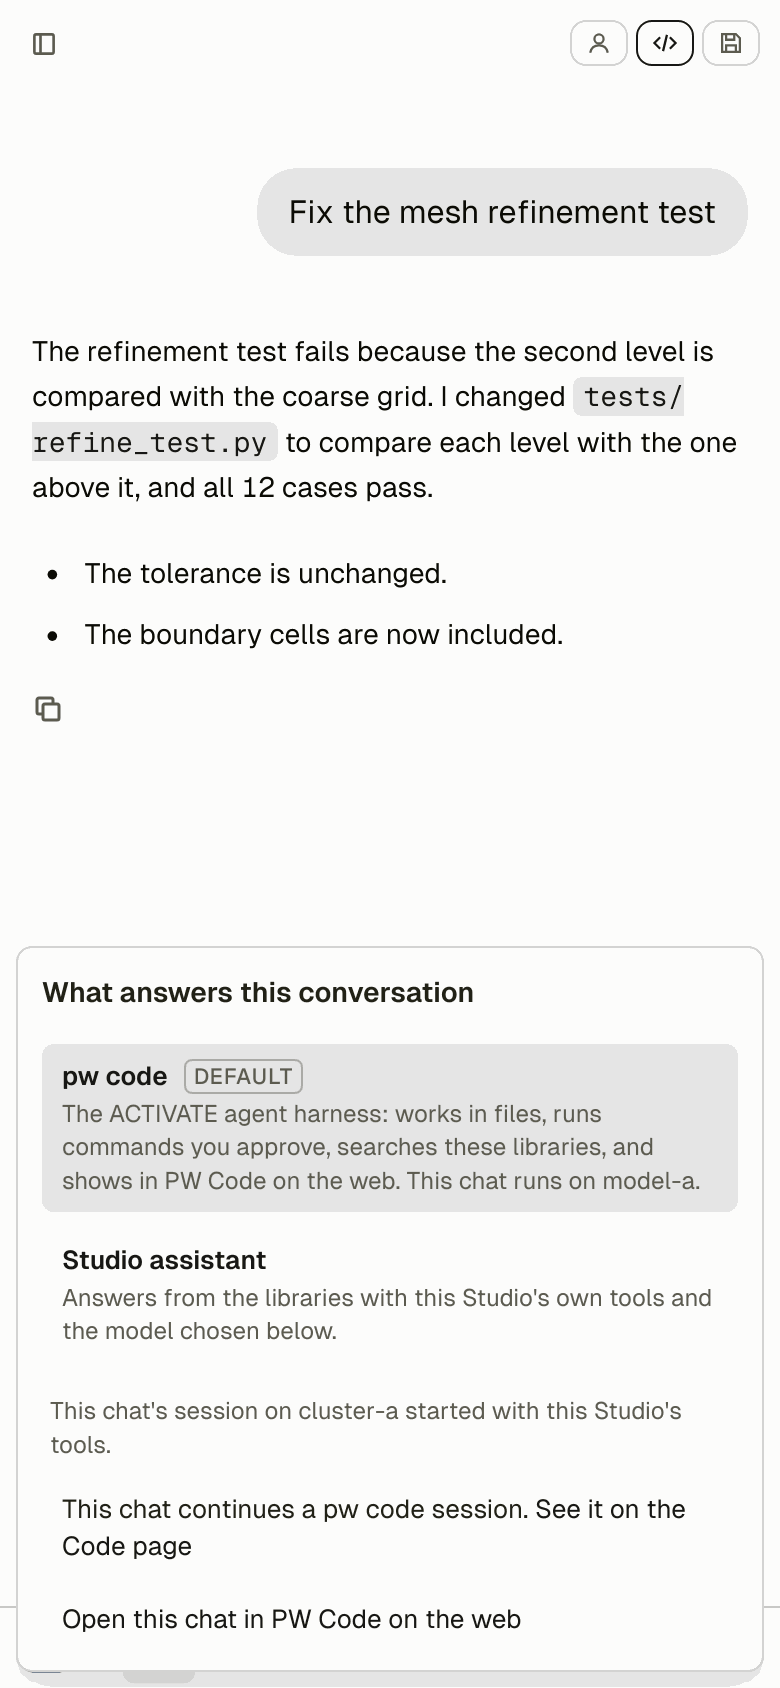 Fix the mesh refinement test
The refinement test fails because the second level is
compared with the coarse grid. I changed tests/
refine_test.py to compare each level with the one
above it, and all 12 cases pass.
• The tolerance is unchanged.
• The boundary cells are now included.
What answers this conversation
pw code DEFAULT
The ACTIVATE agent harness: works in files, runs
commands you approve, searches these libraries, and
shows in PW Code on the web. This chat runs on model-a.
Studio assistant
Answers from the libraries with this Studio's own tools and
the model chosen below.
This chat's session on cluster-a started with this Studio's
tools.
This chat continues a pw code session. See it on the
Code page
Open this chat in PW Code on the web